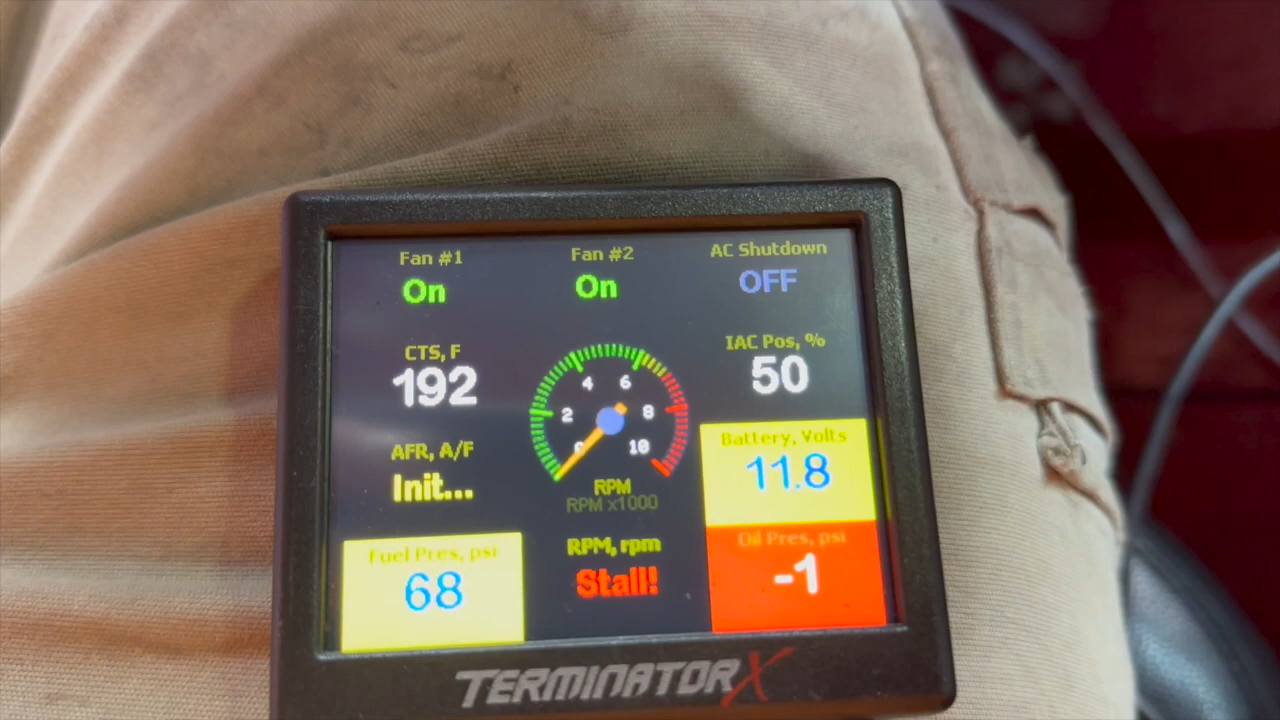 Fan #1
On
Fan #2
On
AC Shutdown
OFF
CTS, F
192
IAC Pos, %
50
0 2 4 6 8 10
RPM
RPM x1000
AFR, A/F
Init...
Battery, Volts
11.8
Fuel Pres, psi
68
RPM, rpm
Stall!
Oil Pres, psi
-1
TERMINATOR X